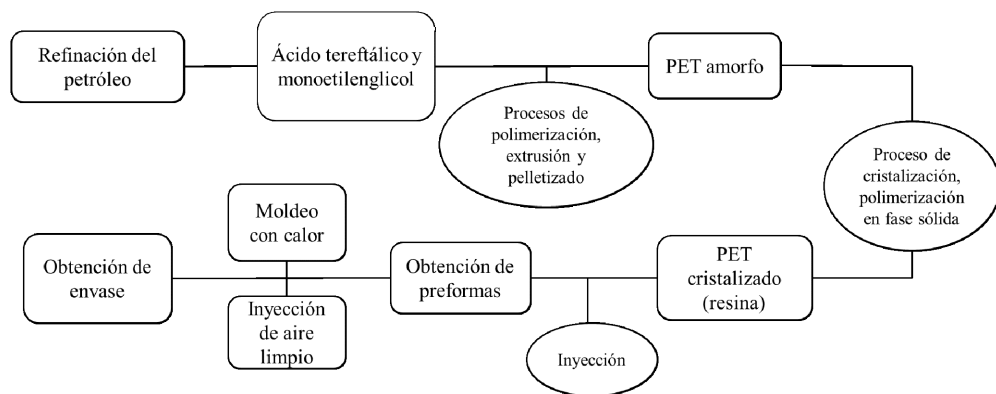 Refinación del
petróleo
Ácido tereftálico y
monoetilenglicol
Procesos de
polimerización,
extrusión y
pelletizado
PET amorfo
Proceso de
cristalización,
polimerización
en fase sólida
PET
cristalizado
(resina)
Inyección
Obtención de
preformas
Moldeo
con calor
Inyección
de aire
limpio
Obtención de
envase